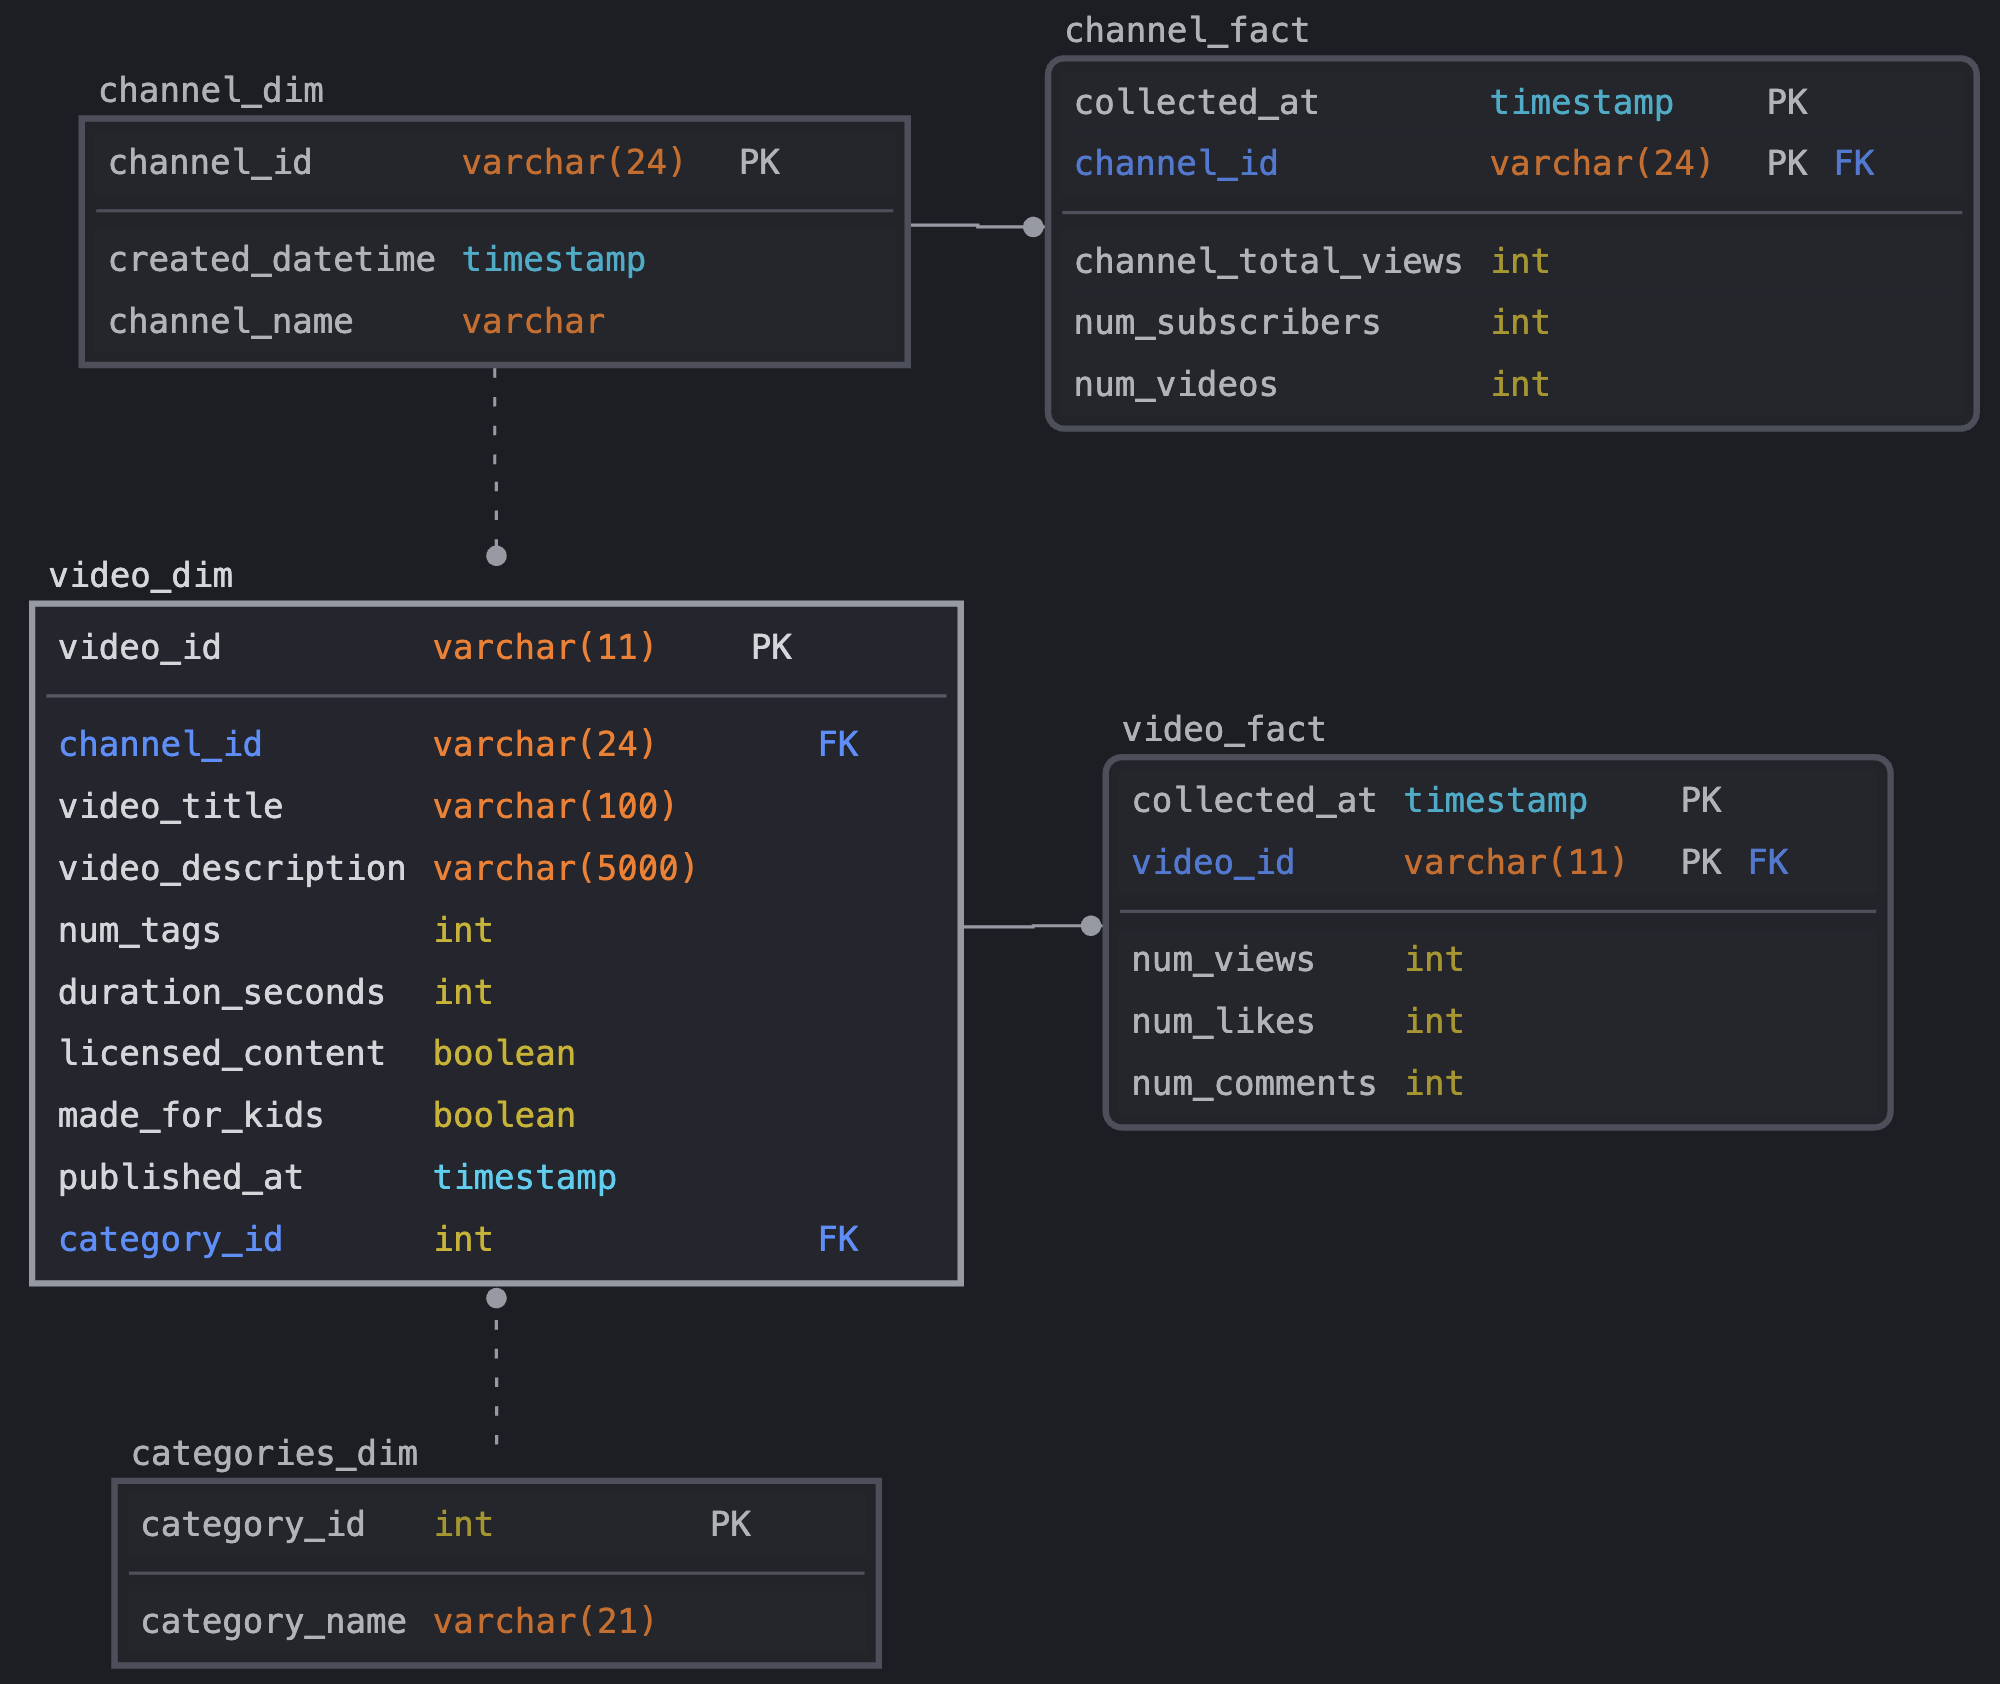 channel_dim
channel_id varchar(24) PK
created_datetime timestamp
channel_name varchar
channel_fact
collected_at timestamp PK
channel_id varchar(24) PK FK
channel_total_views int
num_subscribers int
num_videos int
video_dim
video_id varchar(11) PK
channel_id varchar(24) FK
video_title varchar(100)
video_description varchar(5000)
num_tags int
duration_seconds int
licensed_content boolean
made_for_kids boolean
published_at timestamp
category_id int FK
video_fact
collected_at timestamp PK
video_id varchar(11) PK FK
num_views int
num_likes int
num_comments int
categories_dim
category_id int PK
category_name varchar(21)